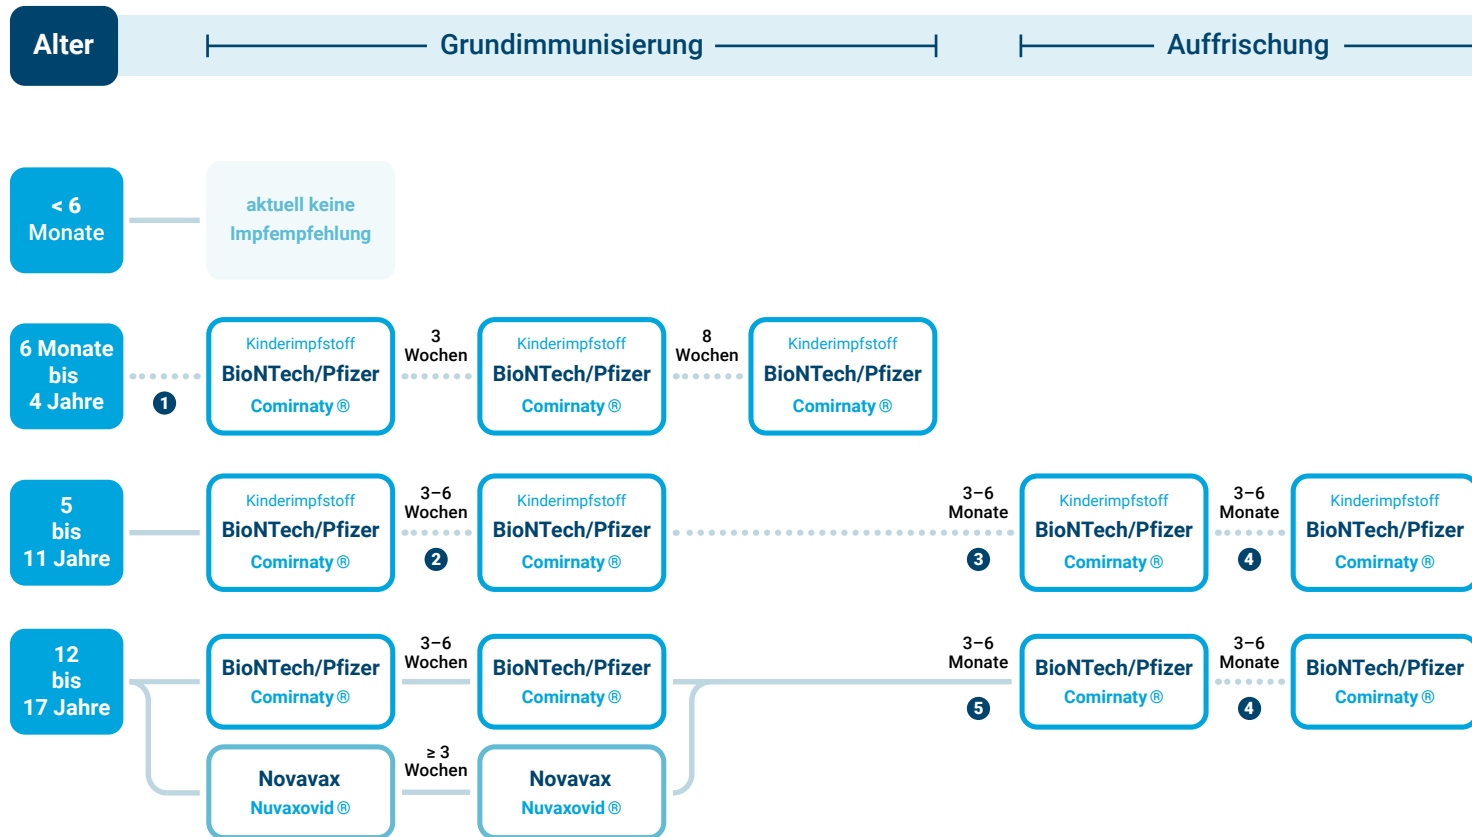 Alter
Grundimmunisierung
Auffrischung
< 6
Monate
aktuell keine
Impfempfehlung
6 Monate
bis
4 Jahre
1
Kinderimpfstoff
BioNTech/Pfizer
Comirnaty ®
3
Wochen
Kinderimpfstoff
BioNTech/Pfizer
Comirnaty ®
8
Wochen
Kinderimpfstoff
BioNTech/Pfizer
Comirnaty ®
5
bis
11 Jahre
Kinderimpfstoff
BioNTech/Pfizer
Comirnaty ®
3–6
Wochen
2
Kinderimpfstoff
BioNTech/Pfizer
Comirnaty ®
3–6
Monate
3
Kinderimpfstoff
BioNTech/Pfizer
Comirnaty ®
3–6
Monate
4
Kinderimpfstoff
BioNTech/Pfizer
Comirnaty ®
12
bis
17 Jahre
BioNTech/Pfizer
Comirnaty ®
3–6
Wochen
BioNTech/Pfizer
Comirnaty ®
3–6
Monate
5
BioNTech/Pfizer
Comirnaty ®
3–6
Monate
4
BioNTech/Pfizer
Comirnaty ®
Novavax
Nuvaxovid ®
≥ 3
Wochen
Novavax
Nuvaxovid ®